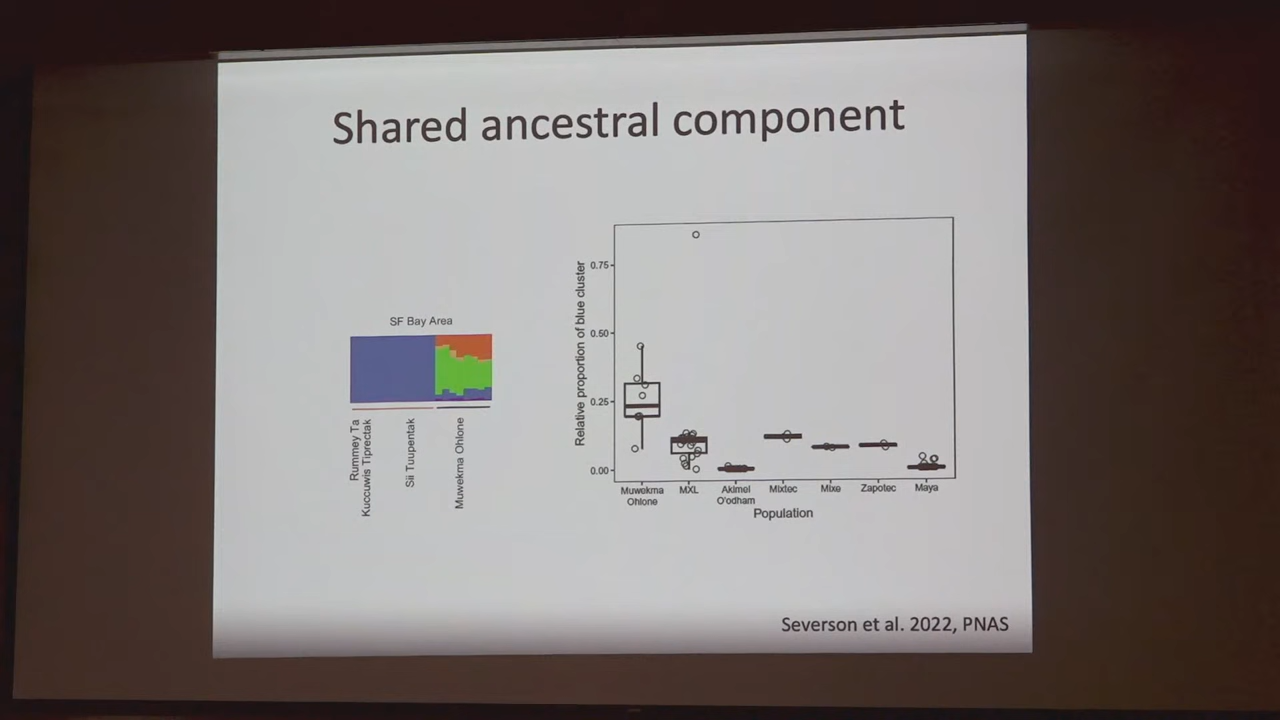 Shared ancestral component
SF Bay Area
Rummey Ta
Kuccuwis Tiprectak
Sii Tuupentak
Muwekma Ohlone
Relative proportion of blue cluster
0.75
0.50
0.25
0.00
Muwekma
Ohlone
MXL
Akimel
O'odham
Mixtec
Mixe
Zapotec
Maya
Population
Severson et al. 2022, PNAS